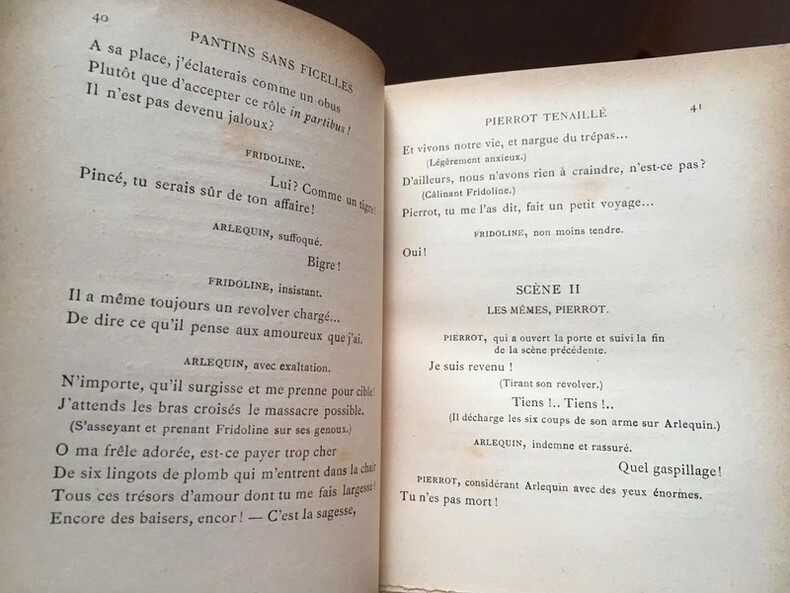 40
PANTINS SANS FICELLES
A sa place, j'éclaterais comme un obus
Plutôt que d'accepter ce rôle in partibus !
Il n'est pas devenu jaloux?
FRIDOLINE.
Lui? Comme un tigre!
Pincé, tu serais sûr de ton affaire!
ARLEQUIN, suffoqué.
Bigre !
FRIDOLINE, insistant.
Il a même toujours un revolver chargé...
De dire ce qu'il pense aux amoureux que j'ai.
ARLEQUIN, avec exaltation.
N'importe, qu'il surgisse et me prenne pour cible!
J'attends les bras croisés le massacre possible.
(S'asseyant et prenant Fridoline sur ses genoux.)
O ma frêle adorée, est-ce payer trop cher
De six lingots de plomb qui m'entrent dans la chair
Tous ces trésors d'amour dont tu me fais largesse!
Encore des baisers, encor! — C'est la sagesse,
PIERROT TENAILLÉ
41
Et vivons notre vie, et nargue du trépas...
(Légèrement anxieux.)
D'ailleurs, nous n'avons rien à craindre, n'est-ce pas?
(Câlinant Fridoline.)
Pierrot, tu me l'as dit, fait un petit voyage...
FRIDOLINE, non moins tendre.
Oui!
SCÈNE II
LES MÊMES, PIERROT.
PIERROT, qui a ouvert la porte et suivi la fin
de la scène précédente.
Je suis revenu !
(Tirant son revolver.)
Tiens !.. Tiens !..
(Il décharge les six coups de son arme sur Arlequin.)
ARLEQUIN, indemne et rassuré.
Quel gaspillage!
PIERROT, considérant Arlequin avec des yeux énormes.
Tu n'es pas mort !